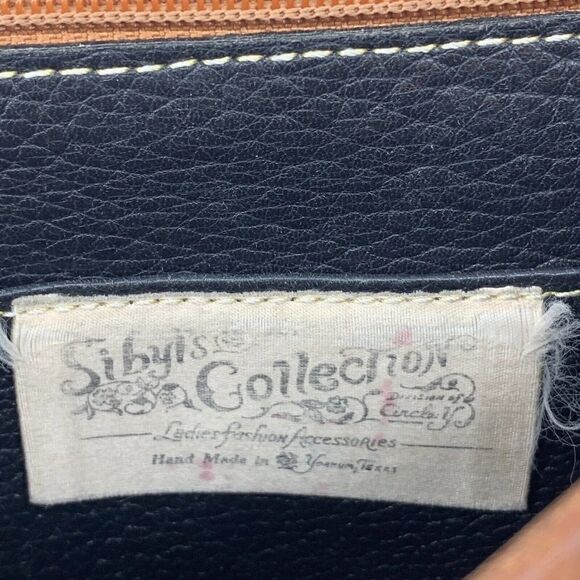 Sibyl's
Collection
A Division of
Circle Y
Ladies Fashion Accessories
Hand Made in Yoakum, Texas